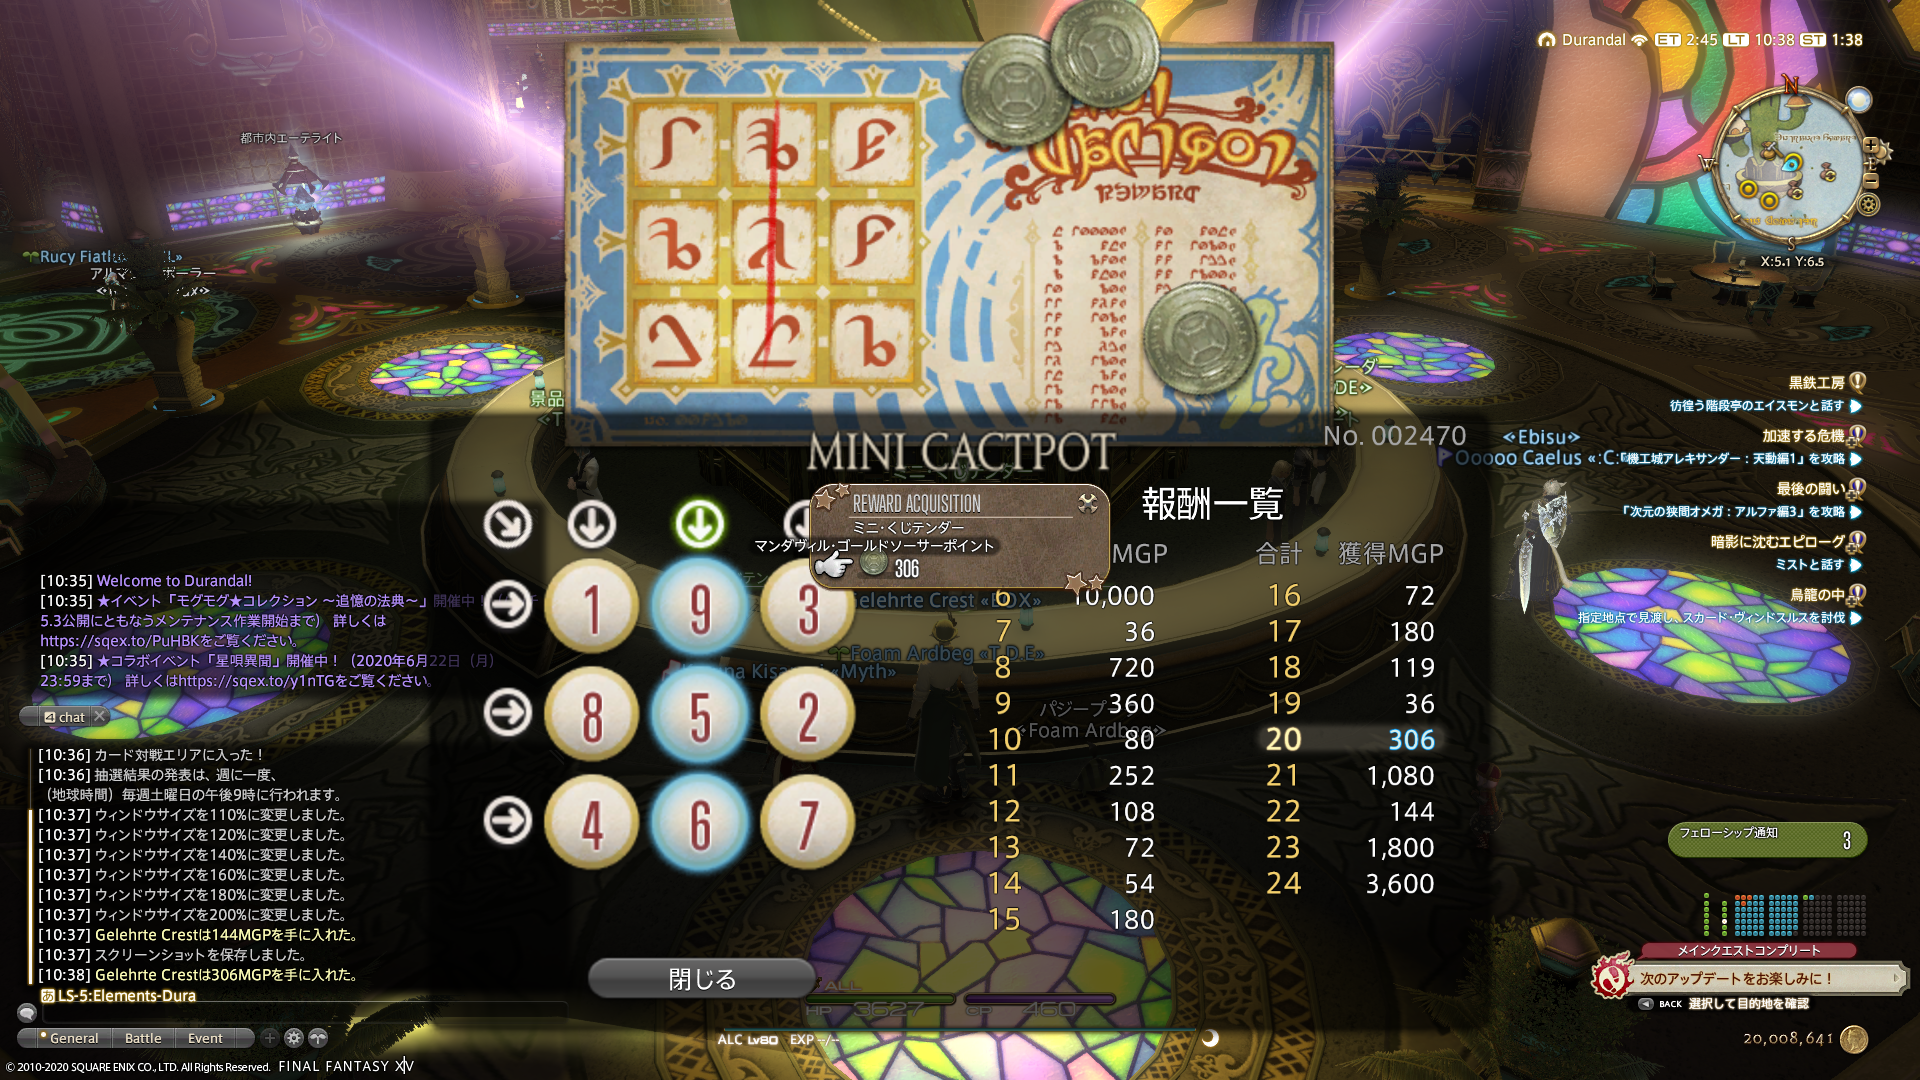 Durandal ET 2:45 LT 10:38 ST 1:38
N
W
E
S
X:5.1 Y:6.5
都市内エーテライト
Rucy
景品
No. 002470
MINI CACTPOT
«Ebisu»
Ooooo Caelus
黒鉄工房
彷徨う階段亭のエイスモンと話す
加速する危機
「機工城アレキサンダー：天動編1」を攻略
最後の闘い
「次元の狭間オメガ：アルファ編3」を攻略
暗影に沈むエピローグ
ミストと話す
鳥籠の中
指定地点で見渡し、スカード・ヴィンドスルスを討伐
REWARD ACQUISITION
ミニ・くじテンダー
マンダヴィル・ゴールドソーサーポイント
306
報酬一覧
MGP 合計 獲得MGP
6 10,000 16 72
7 36 17 180
8 720 18 119
9 360 19 36
10 80 20 306
11 252 21 1,080
12 108 22 144
13 72 23 1,800
14 54 24 3,600
15 180
1 9 3
8 5 2
4 6 7
Gelehrte Crest
Foam Ardbeg «T.D.E»
«Myth»
Foam Ardbeg
閉じる
[10:35] Welcome to Durandal!
[10:35] ★イベント「モグモグ★コレクション ～追憶の法典～」開催中！
5.3公開にともなうメンテナンス作業開始まで） 詳しくは
https://sqex.to/PuHBKをご覧ください。
[10:35] ★コラボイベント「星唄異聞」開催中！（2020年6月22日（月）
23:59まで） 詳しくはhttps://sqex.to/y1nTGをご覧ください。
4 chat
[10:36] カード対戦エリアに入った！
[10:36] 抽選結果の発表は、週に一度、
（地球時間）毎週土曜日の午後9時に行われます。
[10:37] ウィンドウサイズを110%に変更しました。
[10:37] ウィンドウサイズを120%に変更しました。
[10:37] ウィンドウサイズを140%に変更しました。
[10:37] ウィンドウサイズを160%に変更しました。
[10:37] ウィンドウサイズを180%に変更しました。
[10:37] ウィンドウサイズを200%に変更しました。
[10:37] Gelehrte Crestは144MGPを手に入れた。
[10:37] スクリーンショットを保存しました。
[10:38] Gelehrte Crestは306MGPを手に入れた。
あ LS-5:Elements-Dura
General Battle Event
HP 3627 GP 460
ALC Lv80 EXP --/--
フェローシップ通知 3
メインクエストコンプリート
次のアップデートをお楽しみに！
BACK 選択して目的地を確認
20,008,641
© 2010-2020 SQUARE ENIX CO., LTD. All Rights Reserved. FINAL FANTASY XIV